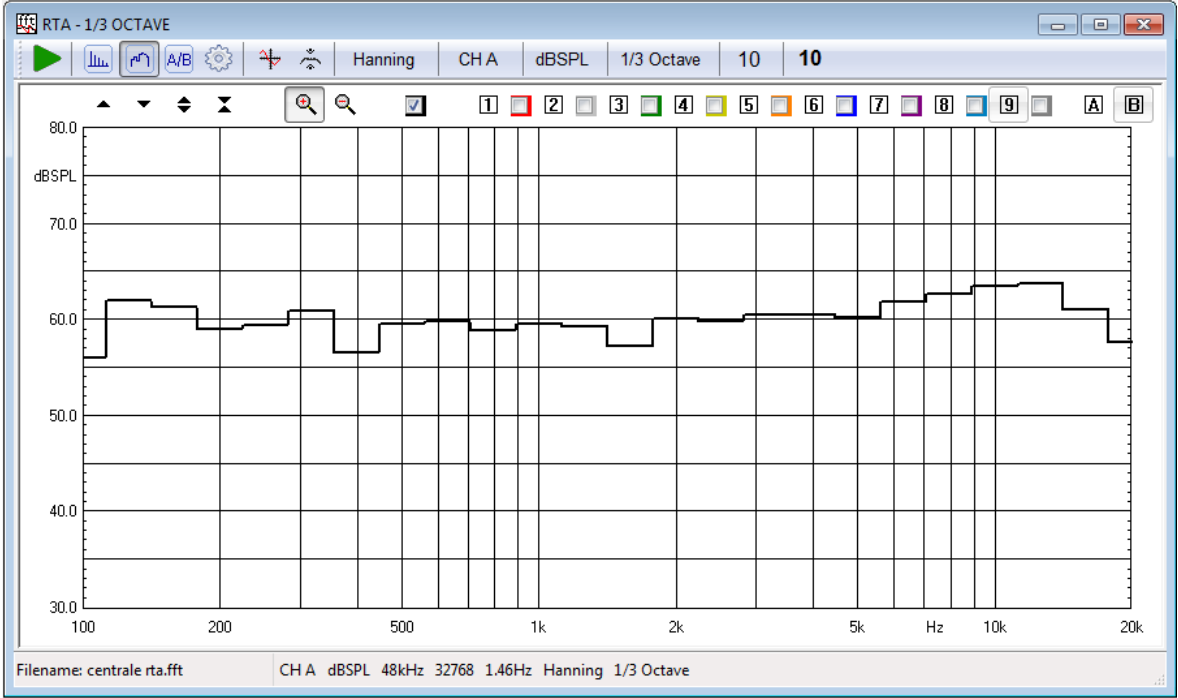 RTA - 1/3 OCTAVE
A/B Hanning CH A dBSPL 1/3 Octave 10 10
1 2 3 4 5 6 7 8 9 A B
80.0
dBSPL
70.0
60.0
50.0
40.0
30.0
100 200 500 1k 2k 5k Hz 10k 20k
Filename: centrale rta.fft CH A dBSPL 48kHz 32768 1.46Hz Hanning 1/3 Octave